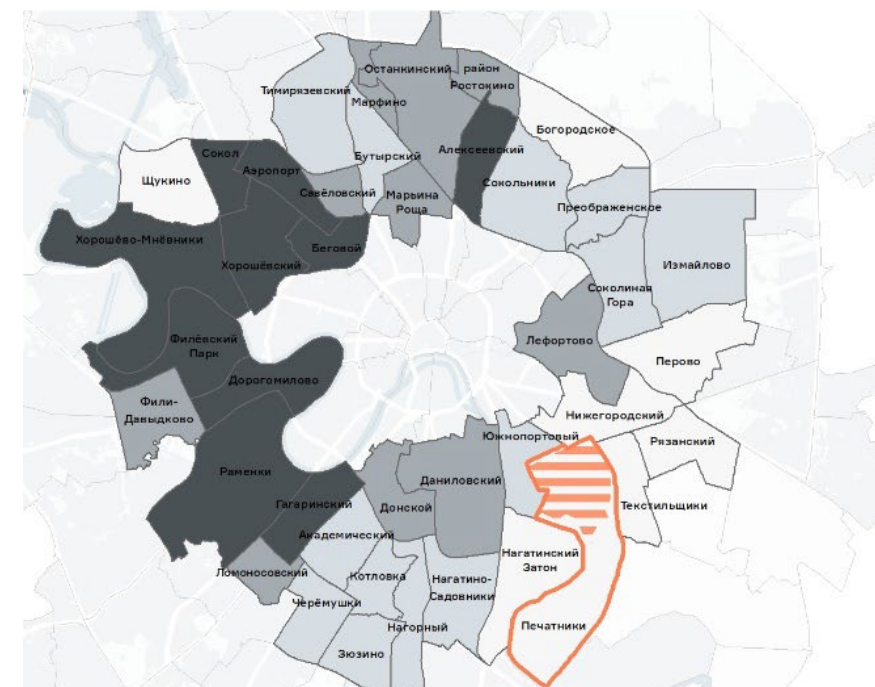 Останкинский
район
Ростокино
Тимирязевский
Марфино
Богородское
Сокол
Алексеевский
Бутырский
Аэропорт
Щукино
Сокольники
Савёловский
Марьина
Роща
Преображенское
Хорошёво-Мнёвники
Беговой
Хорошёвский
Измайлово
Соколиная
Гора
Филёвский
Парк
Лефортово
Перово
Дорогомилово
Фили-
Давыдково
Нижегородский
Южнопортовый
Рязанский
Раменки
Даниловский
Гагаринский
Донской
Текстильщики
Академический
Нагатинский
Затон
Ломоносовский
Котловка
Нагатино-
Садовники
Черёмушки
Нагорный
Печатники
Зюзино